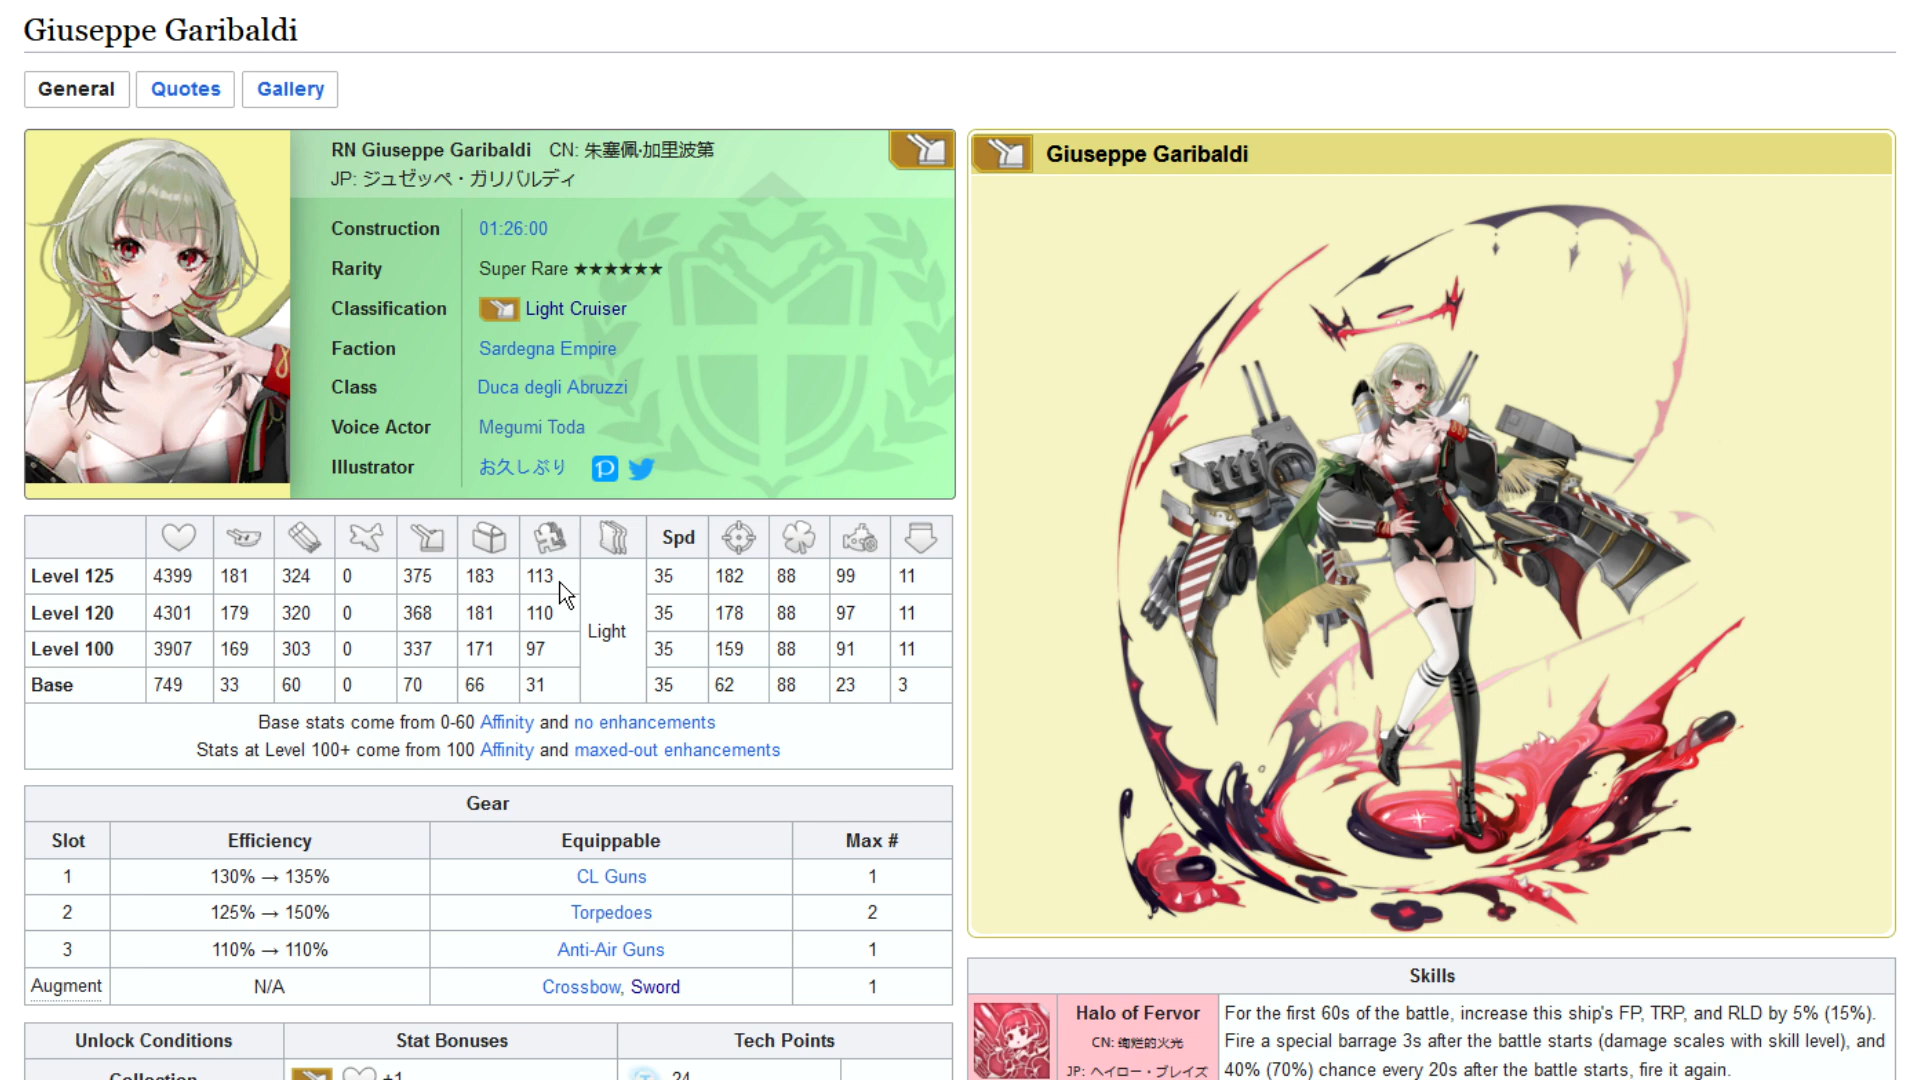 Giuseppe Garibaldi
General Quotes Gallery
RN Giuseppe Garibaldi CN: 朱塞佩·加里波第
JP: ジュゼッペ・ガリバルディ
Construction 01:26:00
Rarity Super Rare ★★★★★★
Classification Light Cruiser
Faction Sardegna Empire
Class Duca degli Abruzzi
Voice Actor Megumi Toda
Illustrator お久しぶり
Spd
Level 125 4399 181 324 0 375 183 113 35 182 88 99 11
Level 120 4301 179 320 0 368 181 110 35 178 88 97 11
Light
Level 100 3907 169 303 0 337 171 97 35 159 88 91 11
Base 749 33 60 0 70 66 31 35 62 88 23 3
Base stats come from 0-60 Affinity and no enhancements
Stats at Level 100+ come from 100 Affinity and maxed-out enhancements
Gear
Slot Efficiency Equippable Max #
1 130% → 135% CL Guns 1
2 125% → 150% Torpedoes 2
3 110% → 110% Anti-Air Guns 1
Augment N/A Crossbow, Sword 1
Unlock Conditions Stat Bonuses Tech Points
Collection +1 24
Giuseppe Garibaldi
Skills
Halo of Fervor
CN: 绚烂的火光
JP: ヘイロー・ブレイズ
For the first 60s of the battle, increase this ship's FP, TRP, and RLD by 5% (15%).
Fire a special barrage 3s after the battle starts (damage scales with skill level), and
40% (70%) chance every 20s after the battle starts, fire it again.